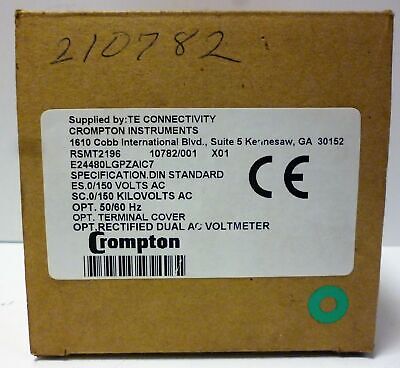 210782
Supplied by:TE CONNECTIVITY
CROMPTON INSTRUMENTS
1610 Cobb International Blvd., Suite 5 Kennesaw, GA 30152
RSMT2196 10782/001 X01
E24480LGPZAIC7
SPECIFICATION.DIN STANDARD
ES.0/150 VOLTS AC
SC.0/150 KILOVOLTS AC
OPT. 50/60 Hz
OPT. TERMINAL COVER
OPT.RECTIFIED DUAL AC VOLTMETER
CE
Crompton